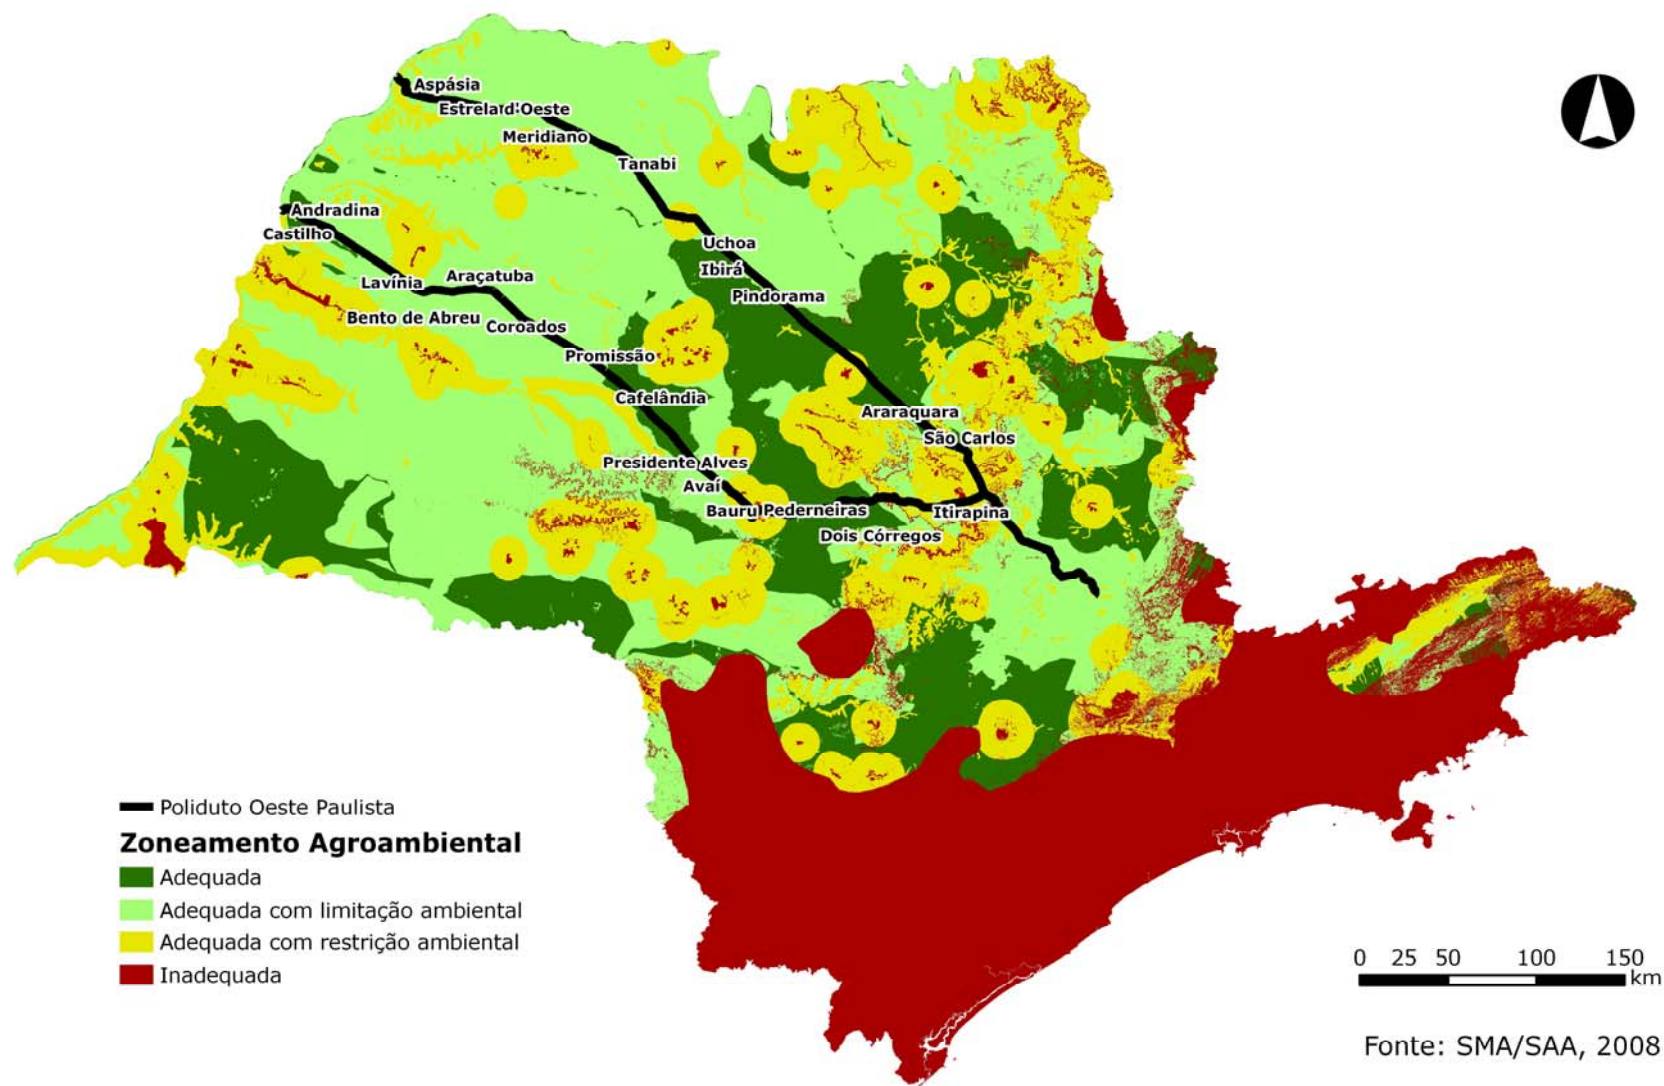 Aspásia
Estrela d'Oeste
Meridiano
Tanabi
Andradina
Castilho
Uchoa
Ibirá
Lavínia
Araçatuba
Pindorama
Bento de Abreu
Coroados
Promissão
Cafelândia
Araraquara
São Carlos
Presidente Alves
Avaí
Bauru
Pederneiras
Itirapina
Dois Córregos
Poliduto Oeste Paulista
Zoneamento Agroambiental
Adequada
Adequada com limitação ambiental
Adequada com restrição ambiental
Inadequada
0 25 50 100 150
km
Fonte: SMA/SAA, 2008